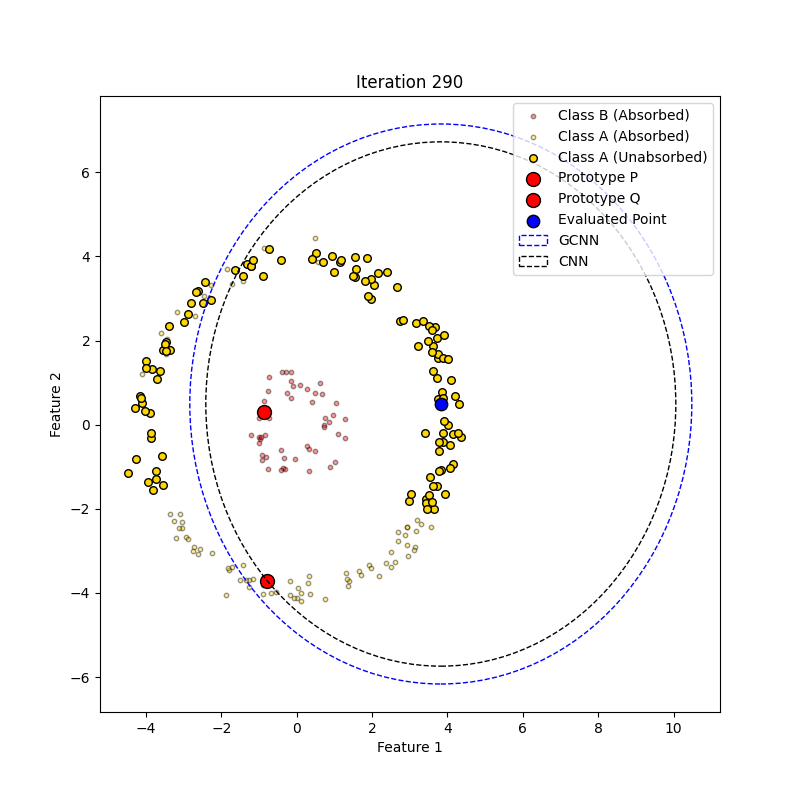 Iteration 290
Class B (Absorbed)
Class A (Absorbed)
Class A (Unabsorbed)
Prototype P
Prototype Q
Evaluated Point
GCNN
CNN
6
4
2
0
−2
−4
−6
Feature 2
−4 −2 0 2 4 6 8 10
Feature 1